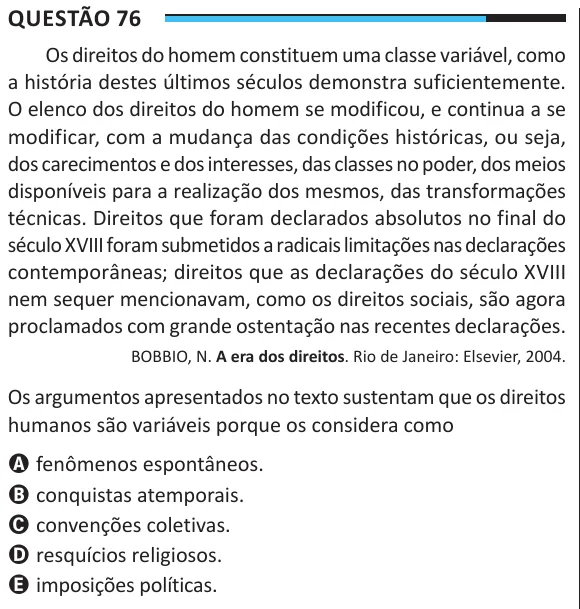 QUESTÃO 76
Os direitos do homem constituem uma classe variável, como
a história destes últimos séculos demonstra suficientemente.
O elenco dos direitos do homem se modificou, e continua a se
modificar, com a mudança das condições históricas, ou seja,
dos carecimentos e dos interesses, das classes no poder, dos meios
disponíveis para a realização dos mesmos, das transformações
técnicas. Direitos que foram declarados absolutos no final do
século XVIII foram submetidos a radicais limitações nas declarações
contemporâneas; direitos que as declarações do século XVIII
nem sequer mencionavam, como os direitos sociais, são agora
proclamados com grande ostentação nas recentes declarações.
BOBBIO, N. A era dos direitos. Rio de Janeiro: Elsevier, 2004.
Os argumentos apresentados no texto sustentam que os direitos
humanos são variáveis porque os considera como
A fenômenos espontâneos.
B conquistas atemporais.
C convenções coletivas.
D resquícios religiosos.
E imposições políticas.